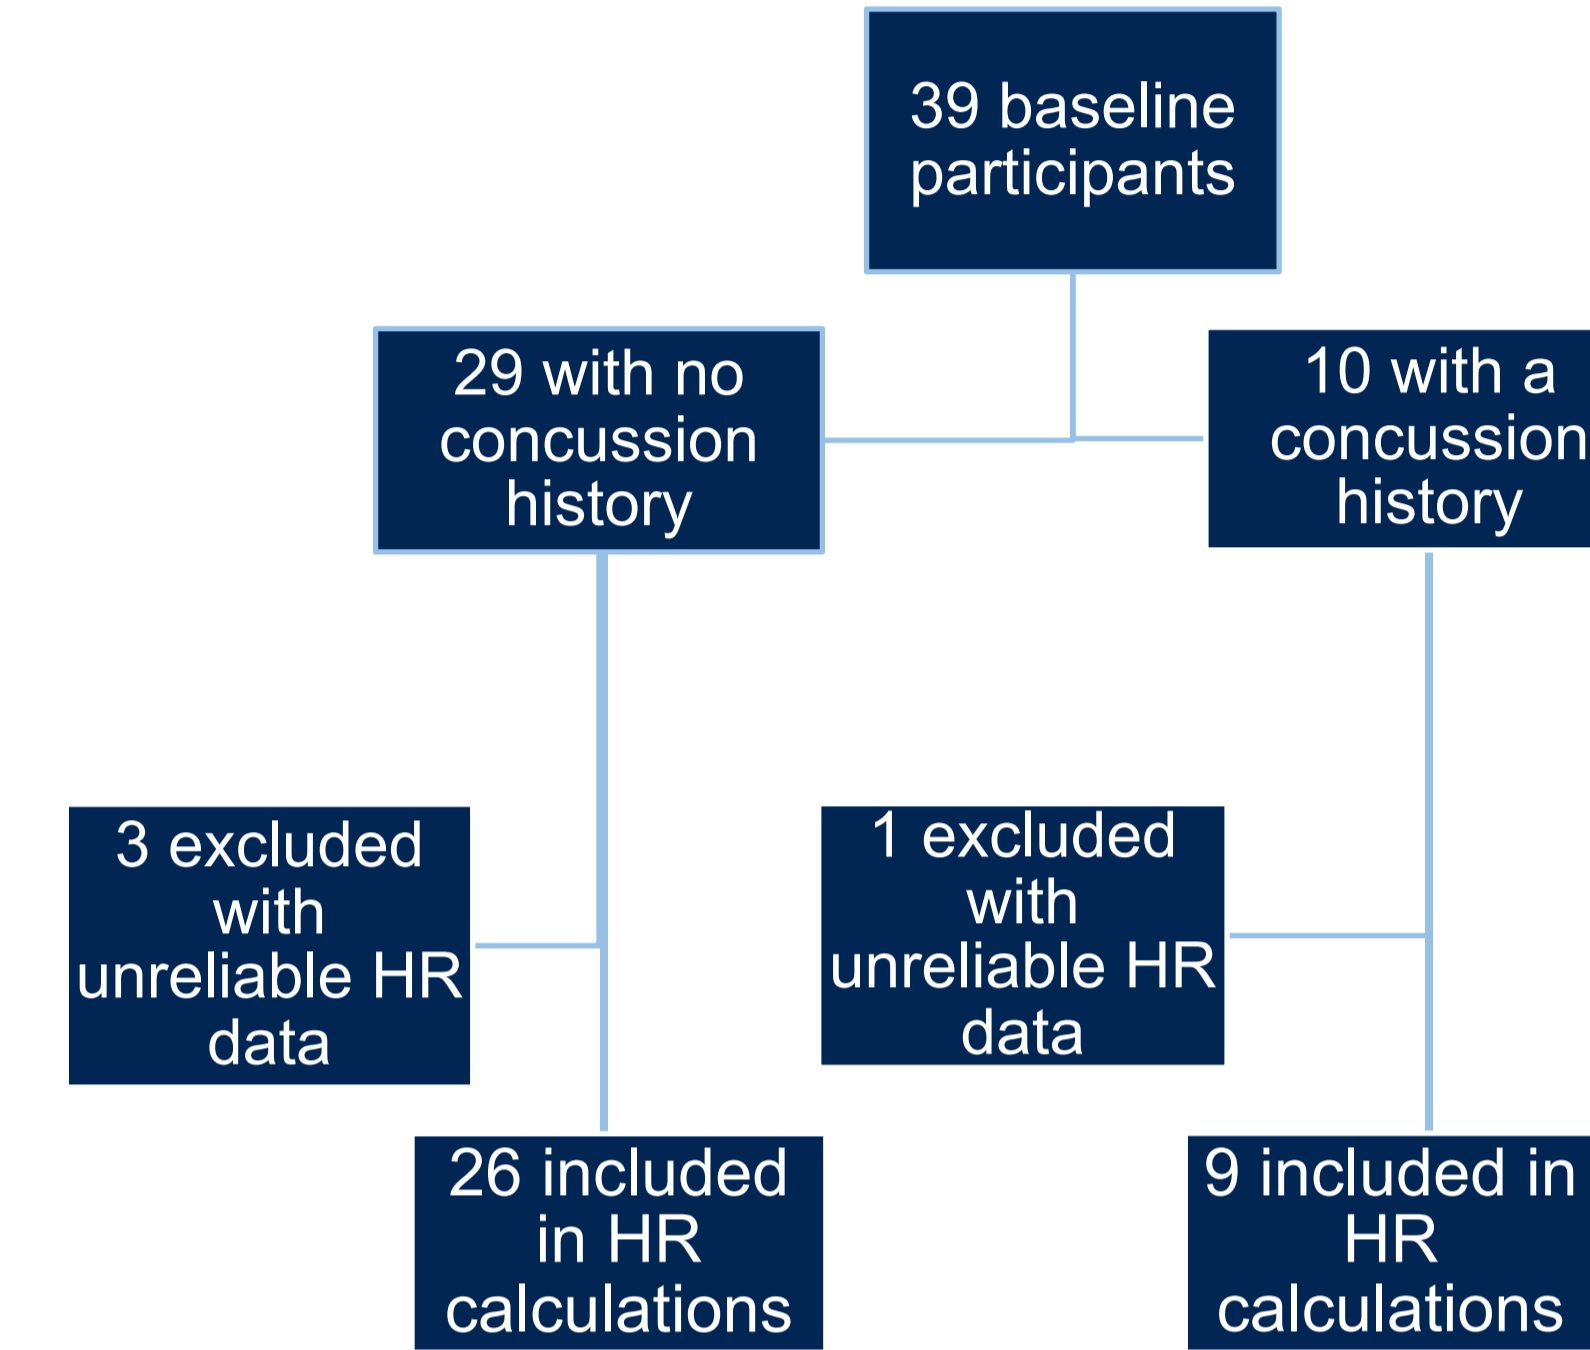 39 baseline
participants
29 with no
concussion
history
10 with a
concussion
history
3 excluded
with
unreliable HR
data
1 excluded
with
unreliable HR
data
26 included
in HR
calculations
9 included in
HR
calculations